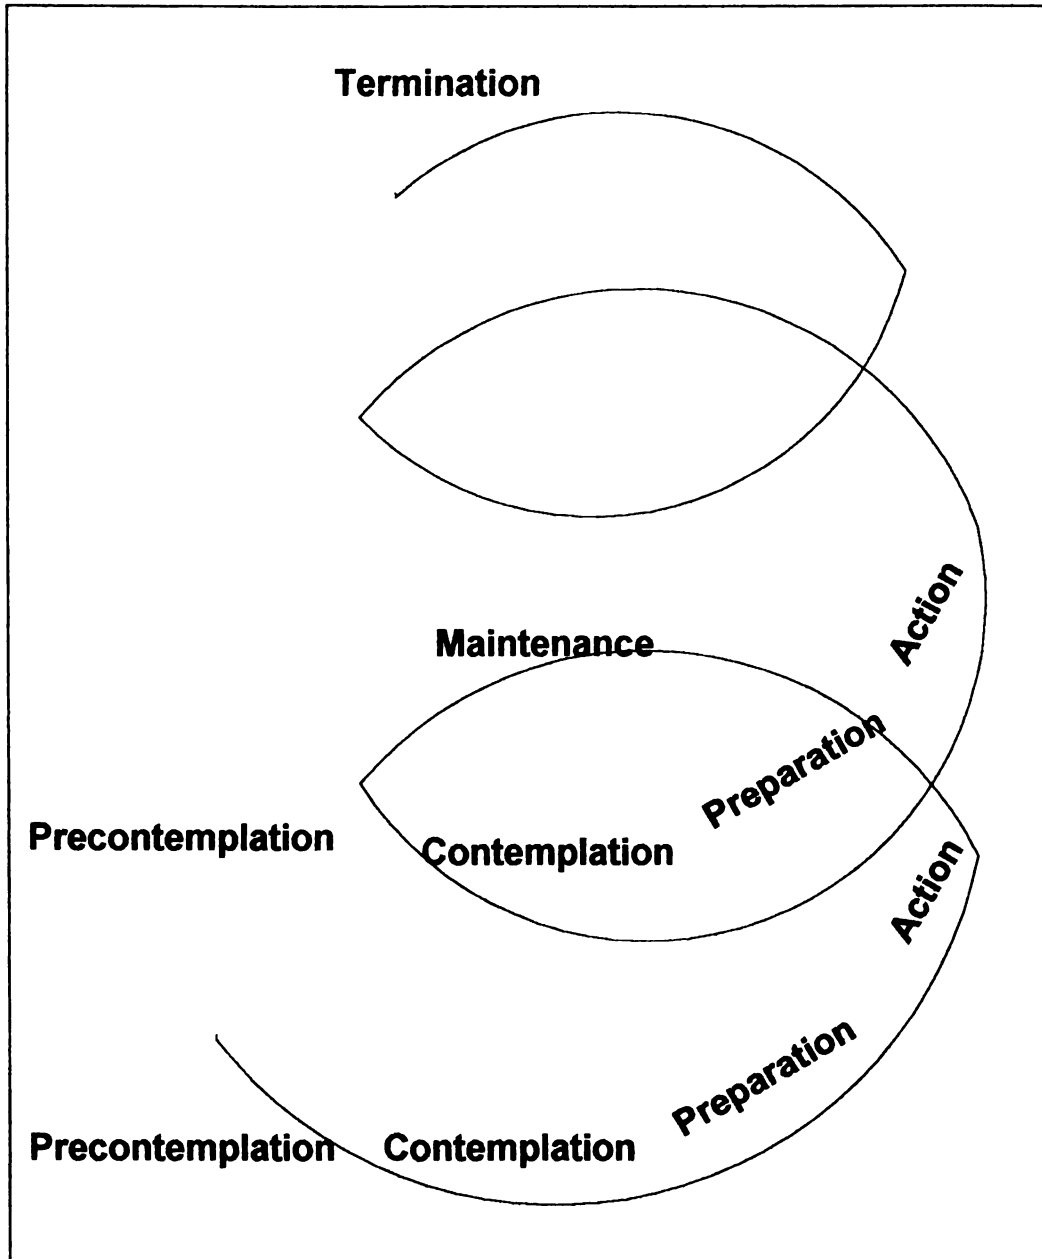 Termination
Action
Maintenance
Preparation
Precontemplation
Contemplation
Action
Preparation
Precontemplation
Contemplation